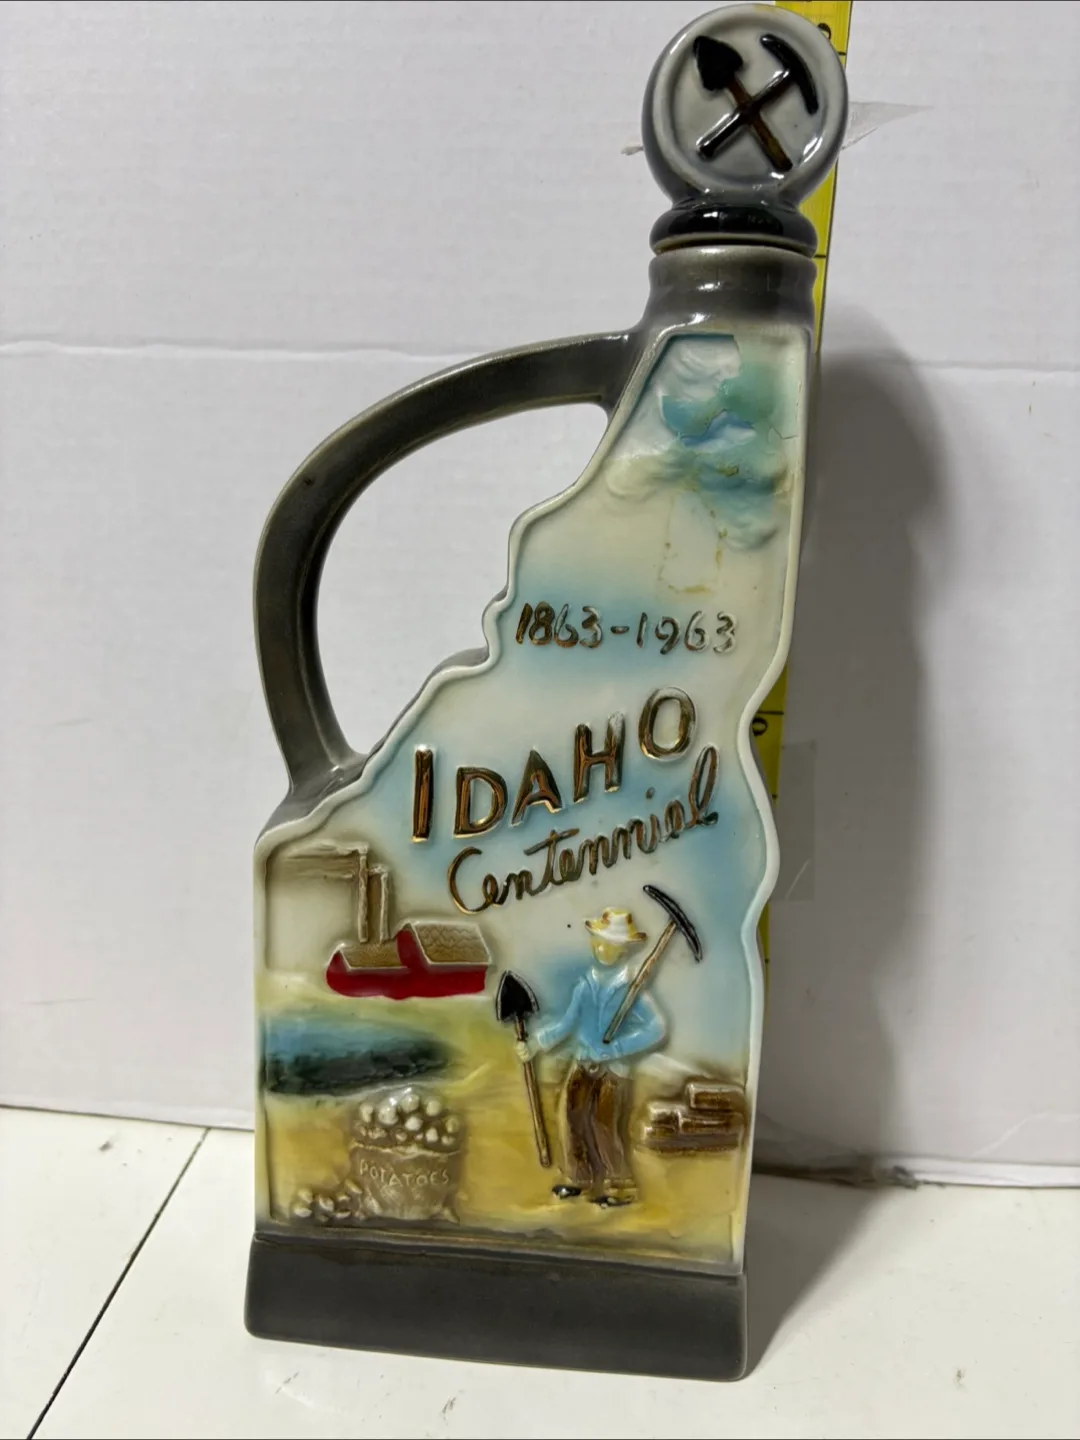 1863-1963
IDAHO
Centennial
POTATOES